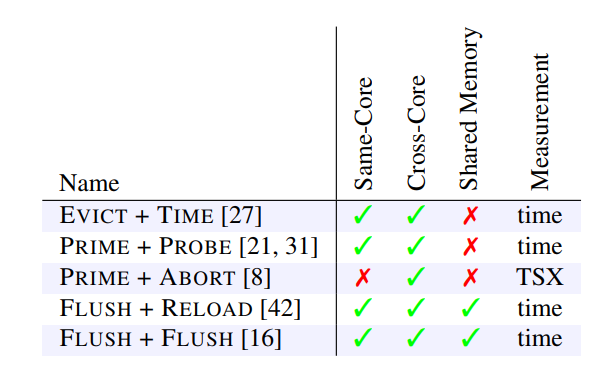 Name Same-Core Cross-Core Shared Memory Measurement
EVICT + TIME [27] ✓ ✓ ✗ time
PRIME + PROBE [21, 31] ✓ ✓ ✗ time
PRIME + ABORT [8] ✗ ✓ ✗ TSX
FLUSH + RELOAD [42] ✓ ✓ ✓ time
FLUSH + FLUSH [16] ✓ ✓ ✓ time